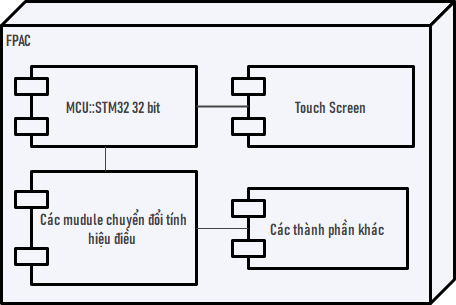 FPAC
MCU::STM32 32 bit
Touch Screen
Các mudule chuyển đổi tính
hiệu điều
Các thành phần khác